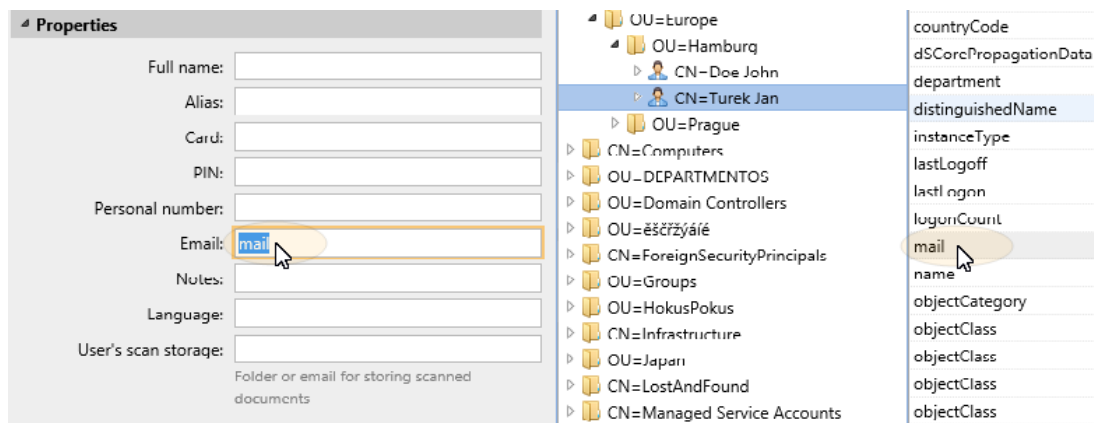 Properties
Full name:
Alias:
Card:
PIN:
Personal number:
Email: mail
Notes:
Language:
User's scan storage:
Folder or email for storing scanned
documents
OU=Europe
OU=Hamburg
CN=Doe John
CN=Turek Jan
OU=Prague
CN=Computers
OU=DEPARTMENTOS
OU=Domain Controllers
OU=ěščřžýáíé
CN=ForeignSecurityPrincipals
OU=Groups
OU=HokusPokus
CN=Infrastructure
OU=Japan
CN=LostAndFound
CN=Managed Service Accounts
countryCode
dSCorePropagationData
department
distinguishedName
instanceType
lastLogoff
lastLogon
logonCount
mail
name
objectCategory
objectClass
objectClass
objectClass
objectClass